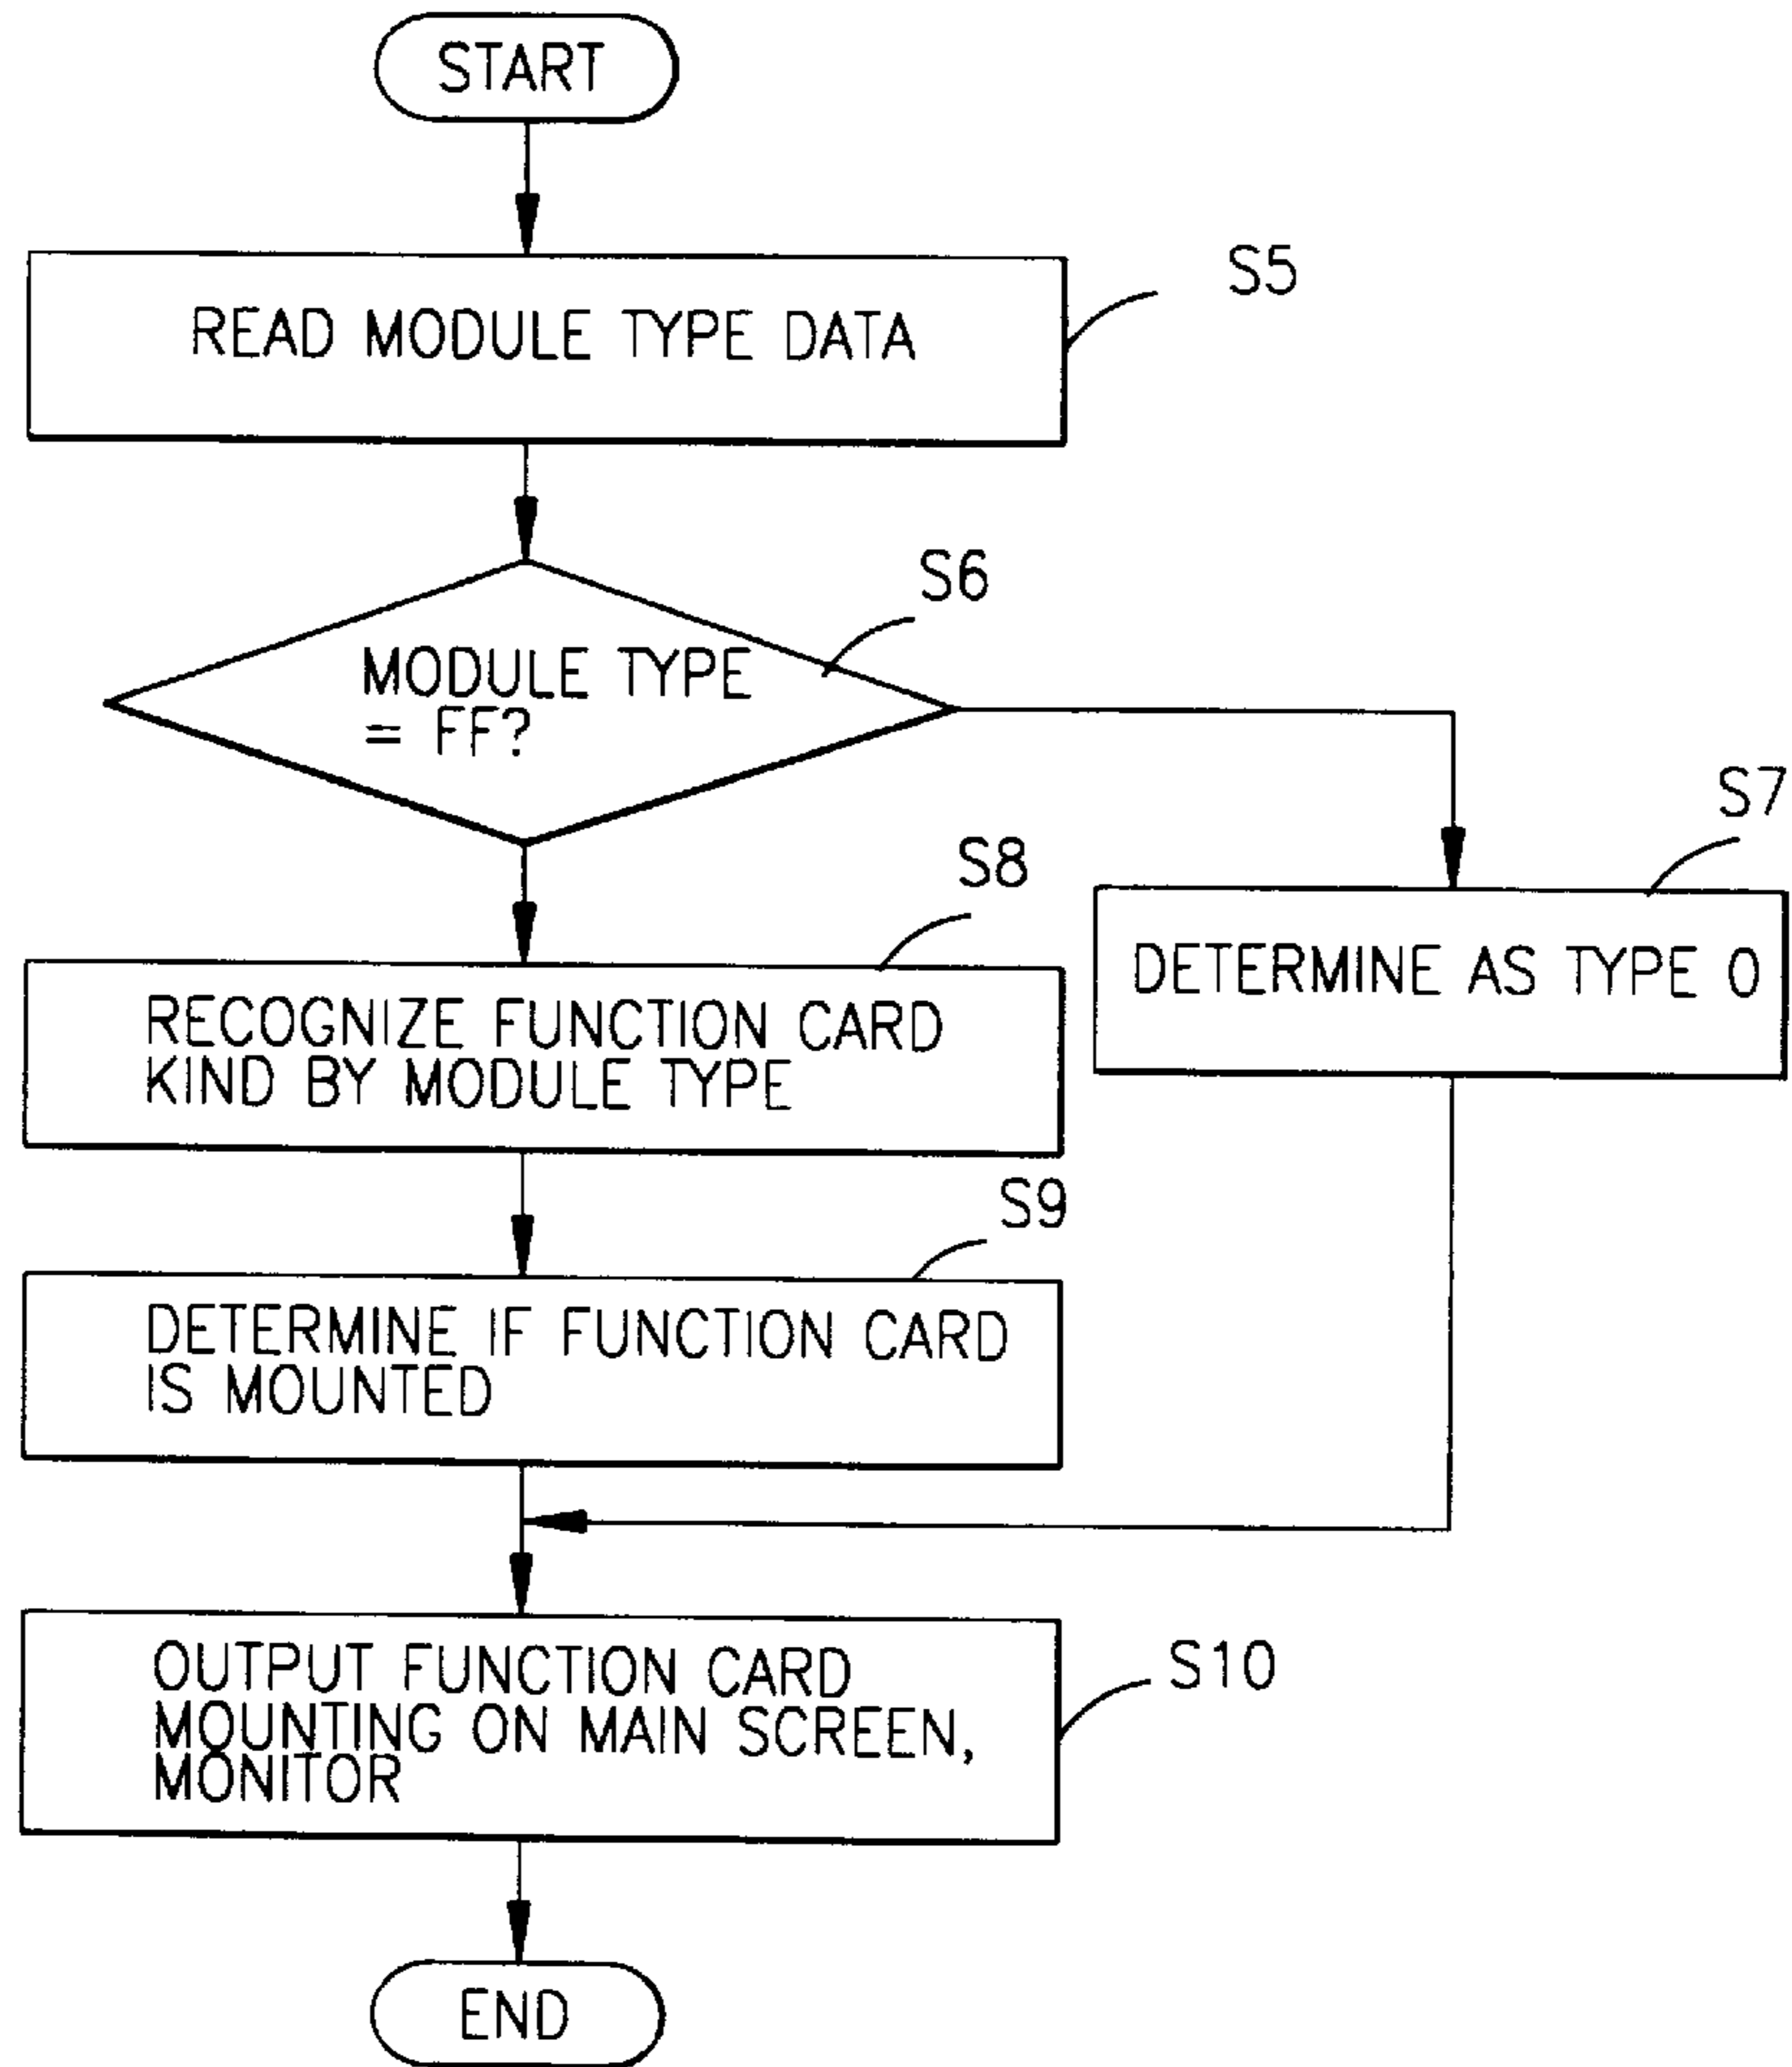 START
S5
READ MODULE TYPE DATA
S6
MODULE TYPE
= FF?
S7
DETERMINE AS TYPE 0
S8
RECOGNIZE FUNCTION CARD
KIND BY MODULE TYPE
S9
DETERMINE IF FUNCTION CARD
IS MOUNTED
S10
OUTPUT FUNCTION CARD
MOUNTING ON MAIN SCREEN,
MONITOR
END